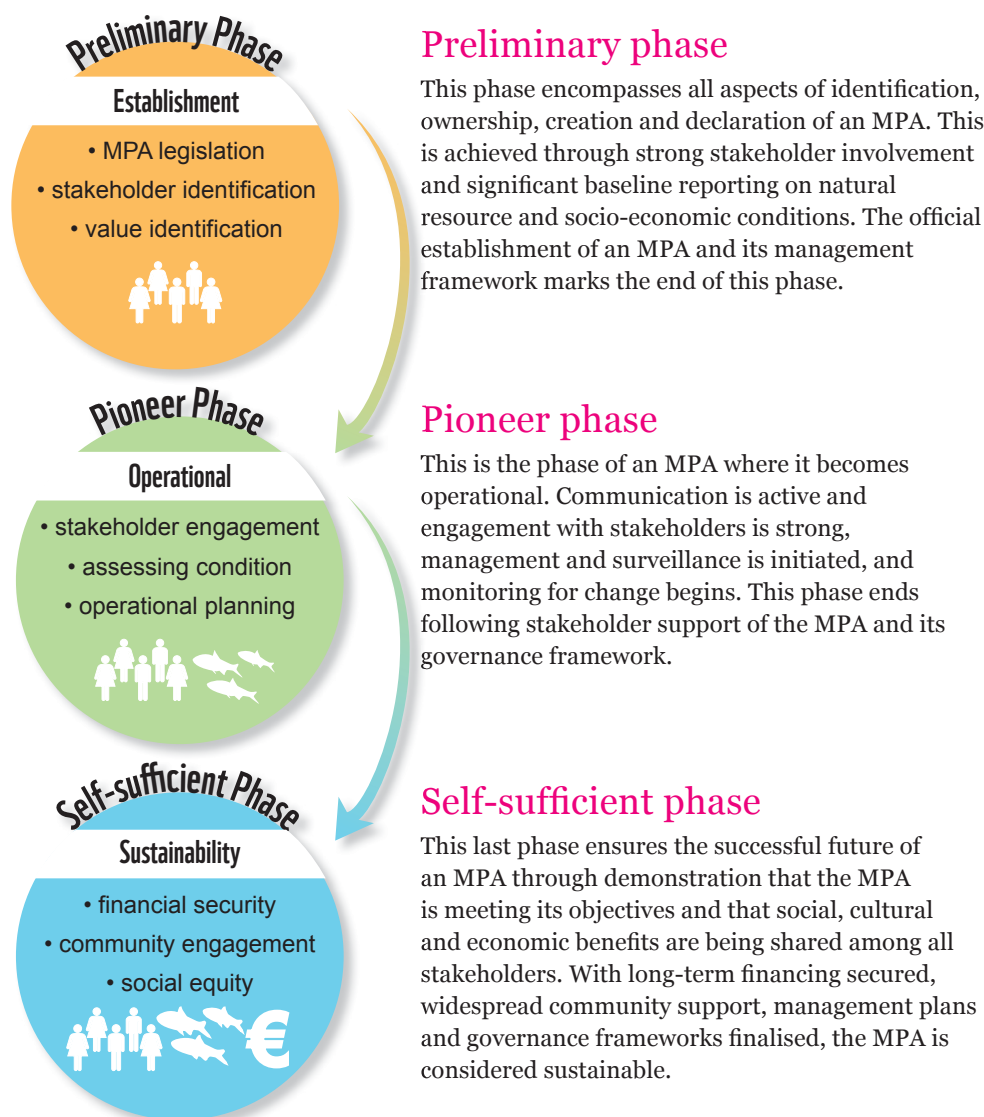 Preliminary Phase
Establishment
• MPA legislation
• stakeholder identification
• value identification
Preliminary phase
This phase encompasses all aspects of identification,
ownership, creation and declaration of an MPA. This
is achieved through strong stakeholder involvement
and significant baseline reporting on natural
resource and socio-economic conditions. The official
establishment of an MPA and its management
framework marks the end of this phase.
Pioneer Phase
Operational
• stakeholder engagement
• assessing condition
• operational planning
Pioneer phase
This is the phase of an MPA where it becomes
operational. Communication is active and
engagement with stakeholders is strong,
management and surveillance is initiated, and
monitoring for change begins. This phase ends
following stakeholder support of the MPA and its
governance framework.
Self-sufficient Phase
Sustainability
• financial security
• community engagement
• social equity
€
Self-sufficient phase
This last phase ensures the successful future of
an MPA through demonstration that the MPA
is meeting its objectives and that social, cultural
and economic benefits are being shared among all
stakeholders. With long-term financing secured,
widespread community support, management plans
and governance frameworks finalised, the MPA is
considered sustainable.